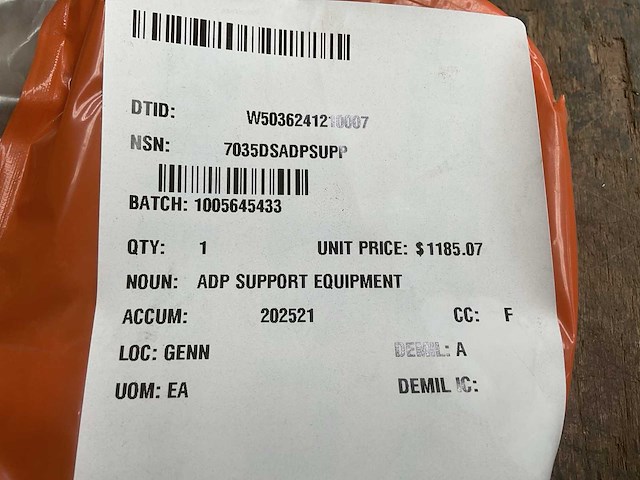 DTID: W5036241210007
NSN: 7035DSADPSUPP
BATCH: 1005645433
QTY: 1 UNIT PRICE: $1185.07
NOUN: ADP SUPPORT EQUIPMENT
ACCUM: 202521 CC: F
LOC: GENN DEMIL: A
UOM: EA DEMIL IC: